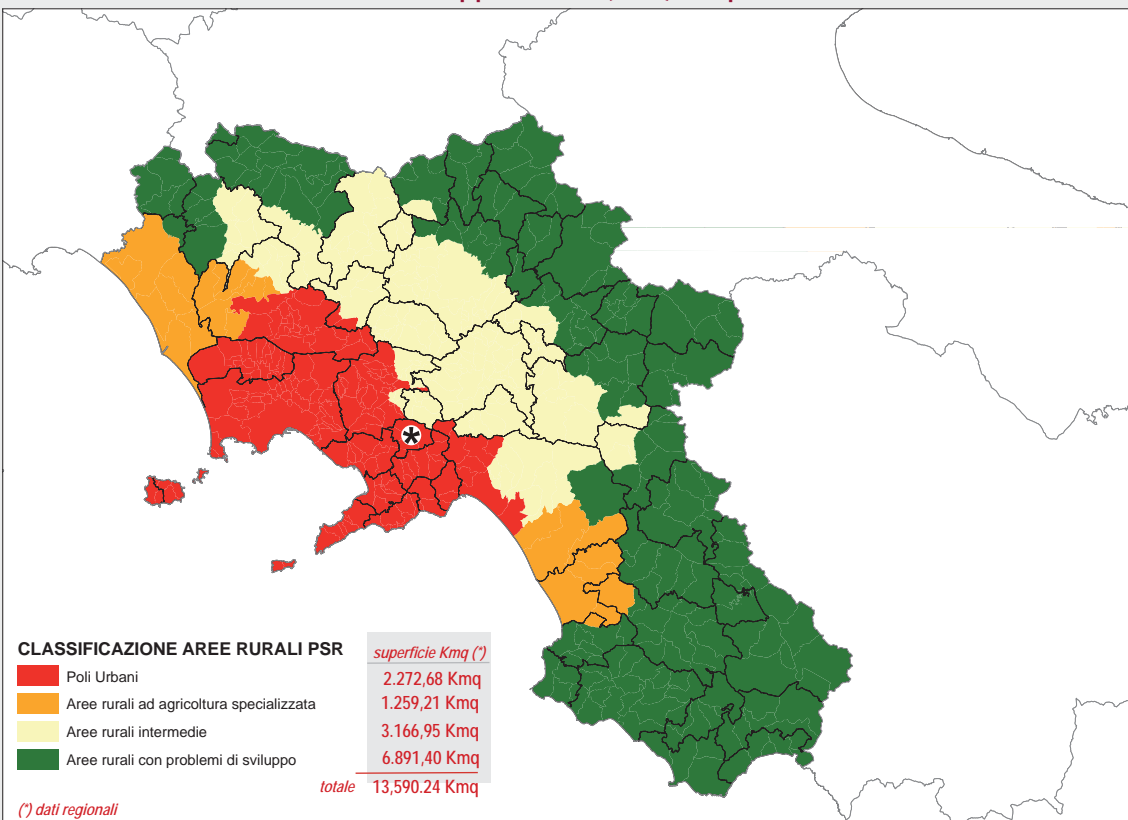 CLASSIFICAZIONE AREE RURALI PSR
superficie Kmq (*)
Poli Urbani
2.272,68 Kmq
Aree rurali ad agricoltura specializzata
1.259,21 Kmq
Aree rurali intermedie
3.166,95 Kmq
Aree rurali con problemi di sviluppo
6.891,40 Kmq
totale 13,590.24 Kmq
(*) dati regionali